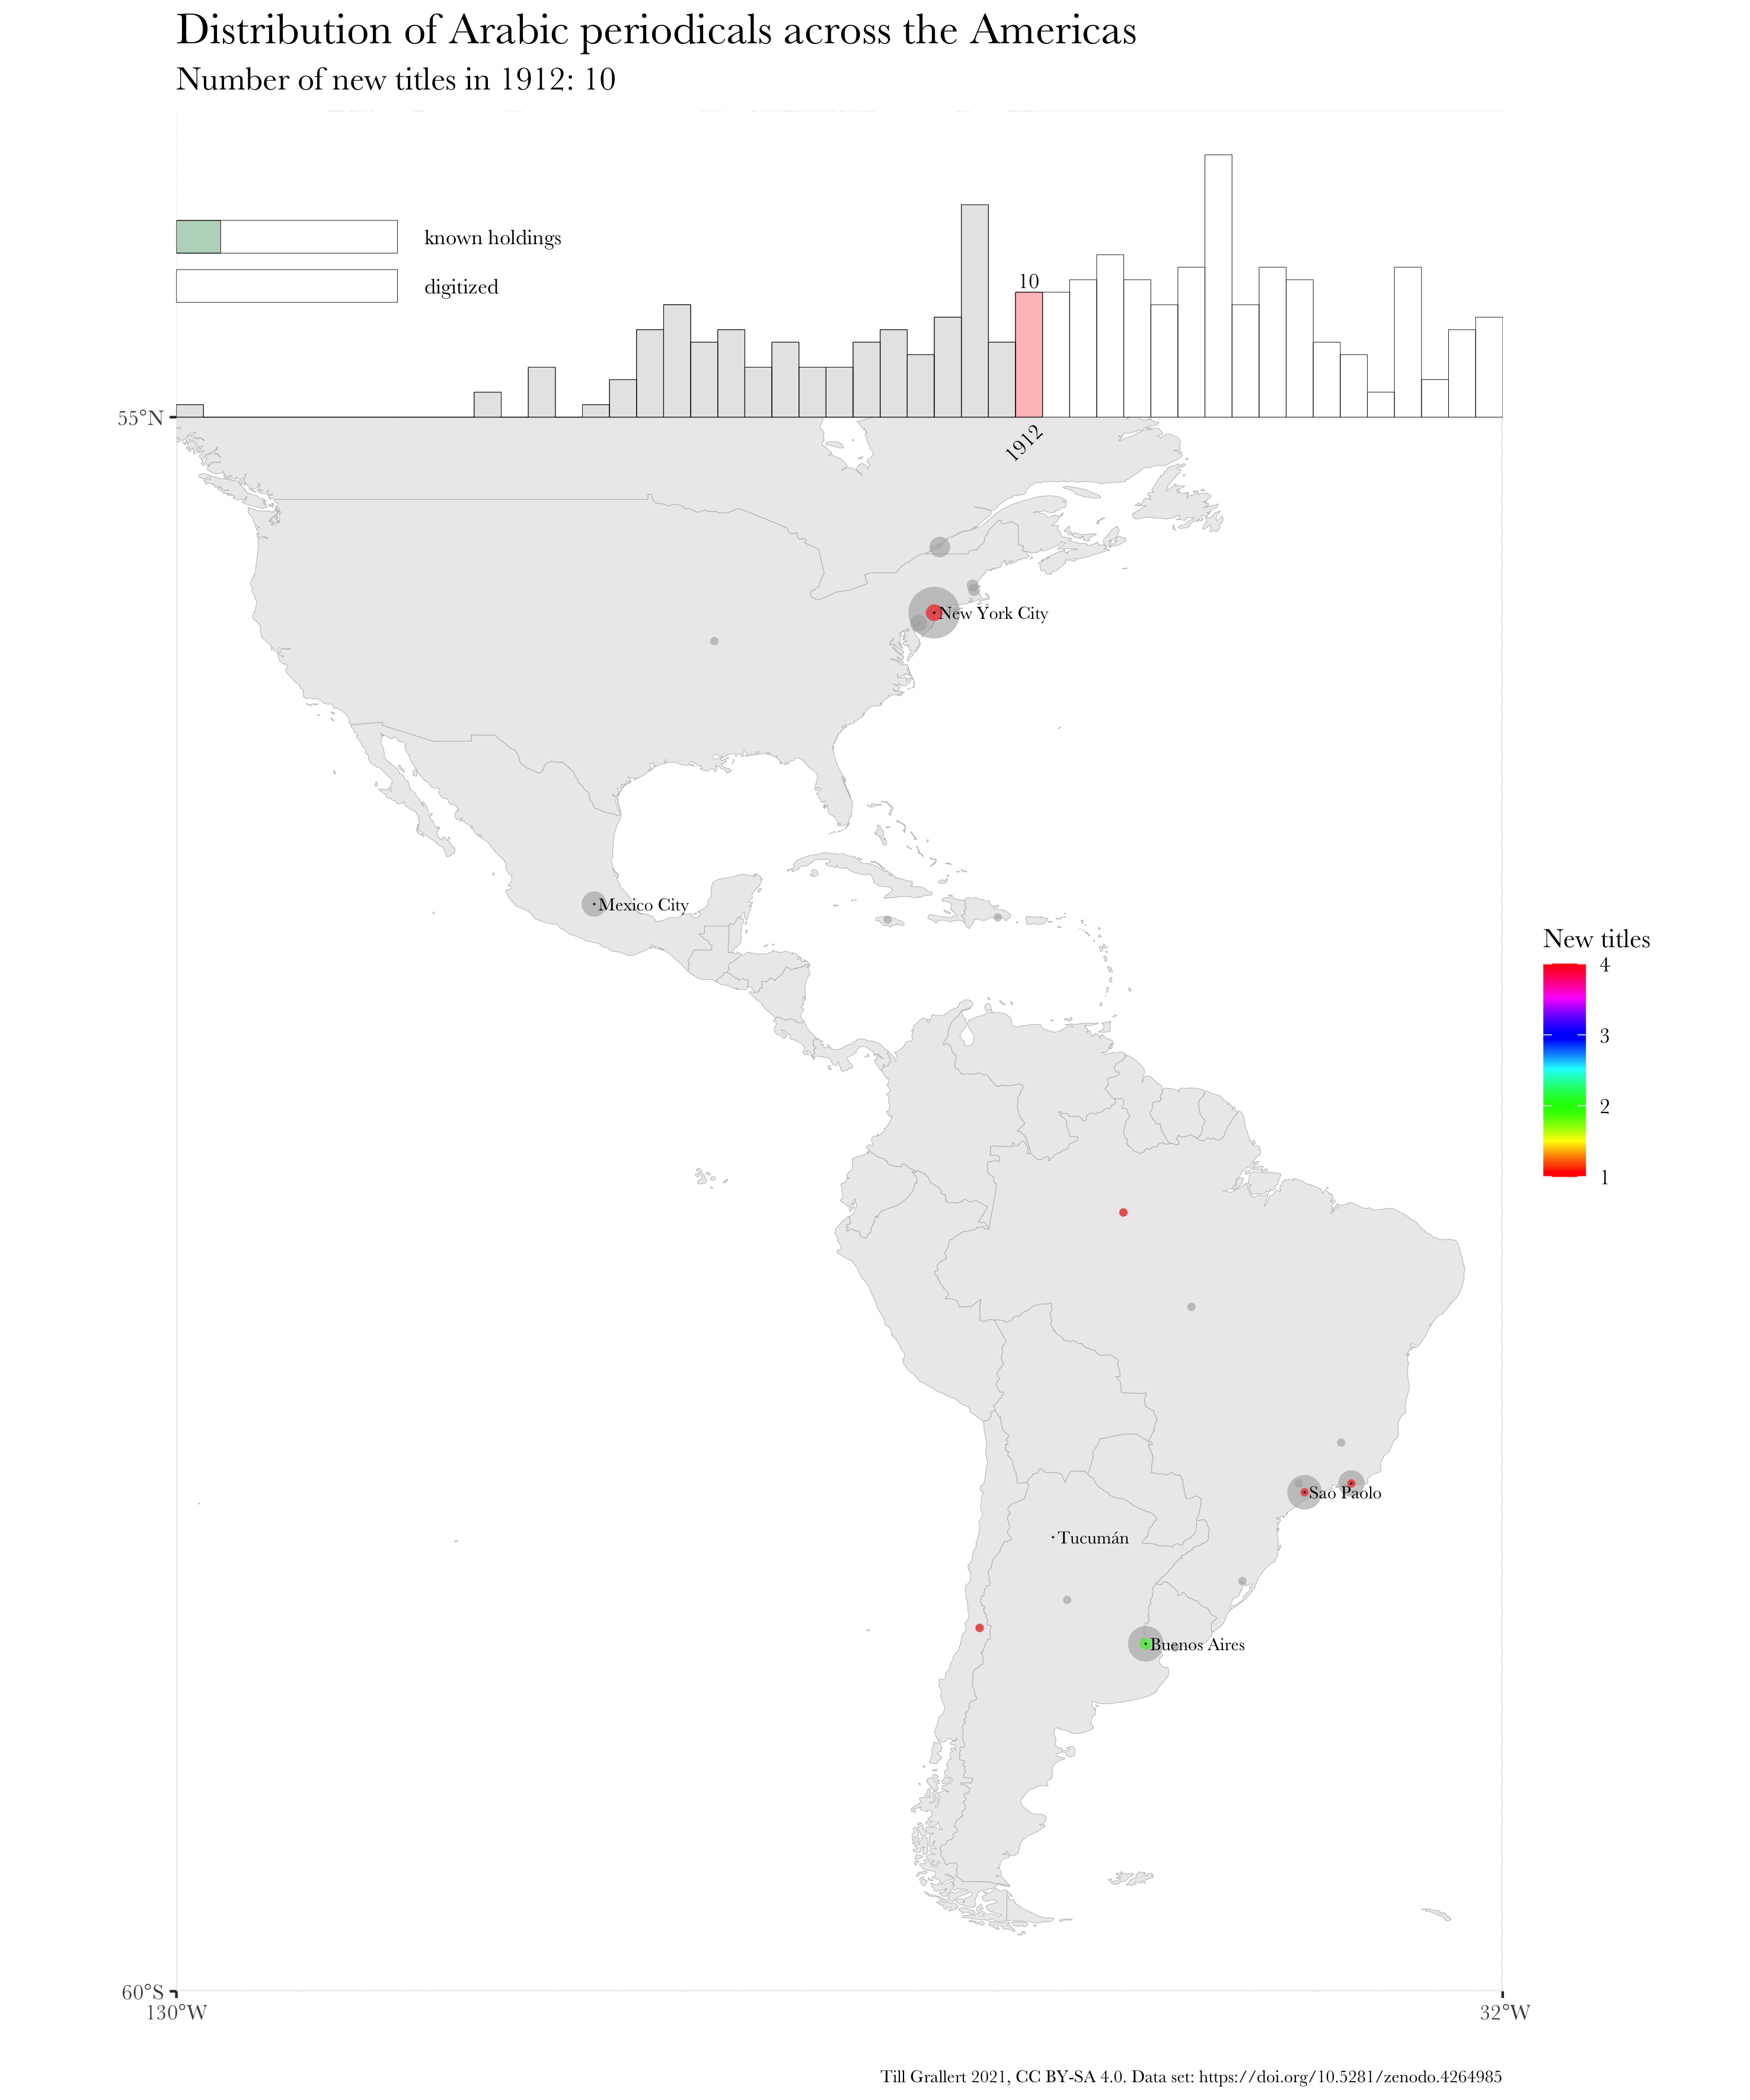 Distribution of Arabic periodicals across the Americas
Number of new titles in 1912: 10
known holdings
digitized
10
55°N
1912
New York City
Mexico City
New titles
4
3
2
1
Sao Paolo
Tucumán
Buenos Aires
60°S
130°W
32°W
Till Grallert 2021, CC BY-SA 4.0. Data set: https://doi.org/10.5281/zenodo.4264985